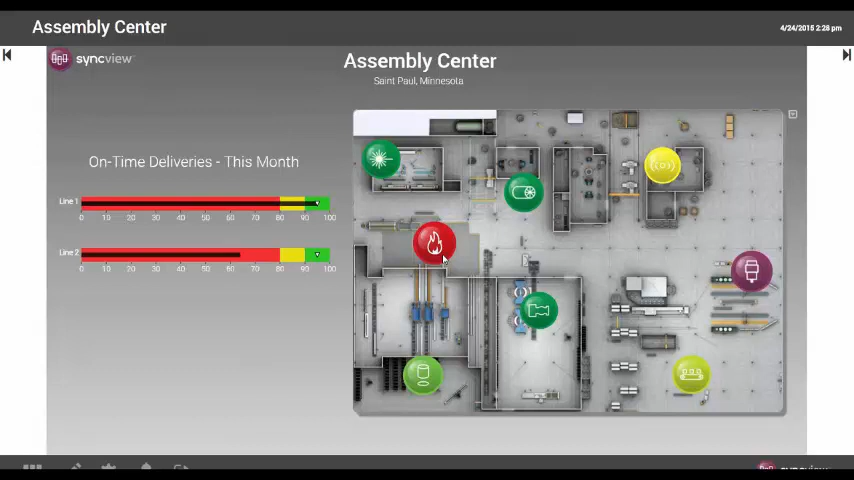 Assembly Center
4/24/2015 2:28 pm
syncview
Assembly Center
Saint Paul, Minnesota
On-Time Deliveries - This Month
Line 1
0 10 20 30 40 50 60 70 80 90 100
Line 2
0 10 20 30 40 50 60 70 80 90 100
syncview